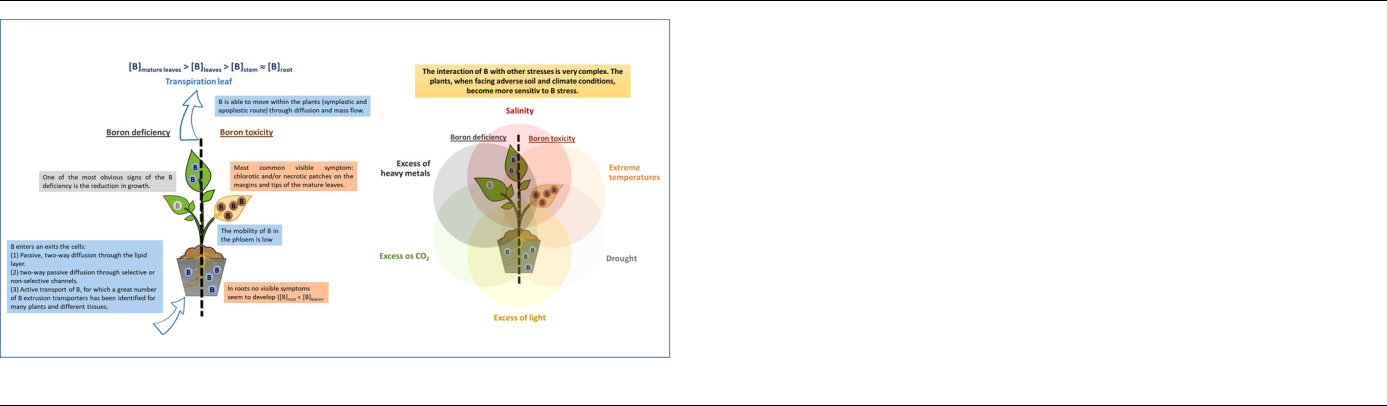 [B]mature leaves > [B]leaves > [B]stem ≈ [B]root
Transpiration leaf
B is able to move within the plants (symplastic and
apoplastic route) through diffusion and mass flow.
Boron deficiency
Boron toxicity
One of the most obvious signs of the B
deficiency is the reduction in growth.
Most common visible symptom:
chlorotic and/or necrotic patches on the
margins and tips of the mature leaves.
B
B
B
B
B
B
B
The mobility of B in
the phloem is low
B enters an exits the cells:
(1) Passive, two-way diffusion through the lipid
layer.
(2) two-way passive diffusion through selective or
non-selective channels.
(3) Active transport of B, for which a great number
of B extrusion transporters has been identified for
many plants and different tissues.
B
B
B
B
In roots no visible symptoms
seem to develop ([B]root < [B]leaves.
The interaction of B with other stresses is very complex. The
plants, when facing adverse soil and climate conditions,
become more sensitiv to B stress.
Salinity
Boron deficiency
Boron toxicity
Excess of
heavy metals
Extreme
temperatures
B
B
B
B
B
B
B
Excess os CO2
Drought
B
B
B
B
Excess of light